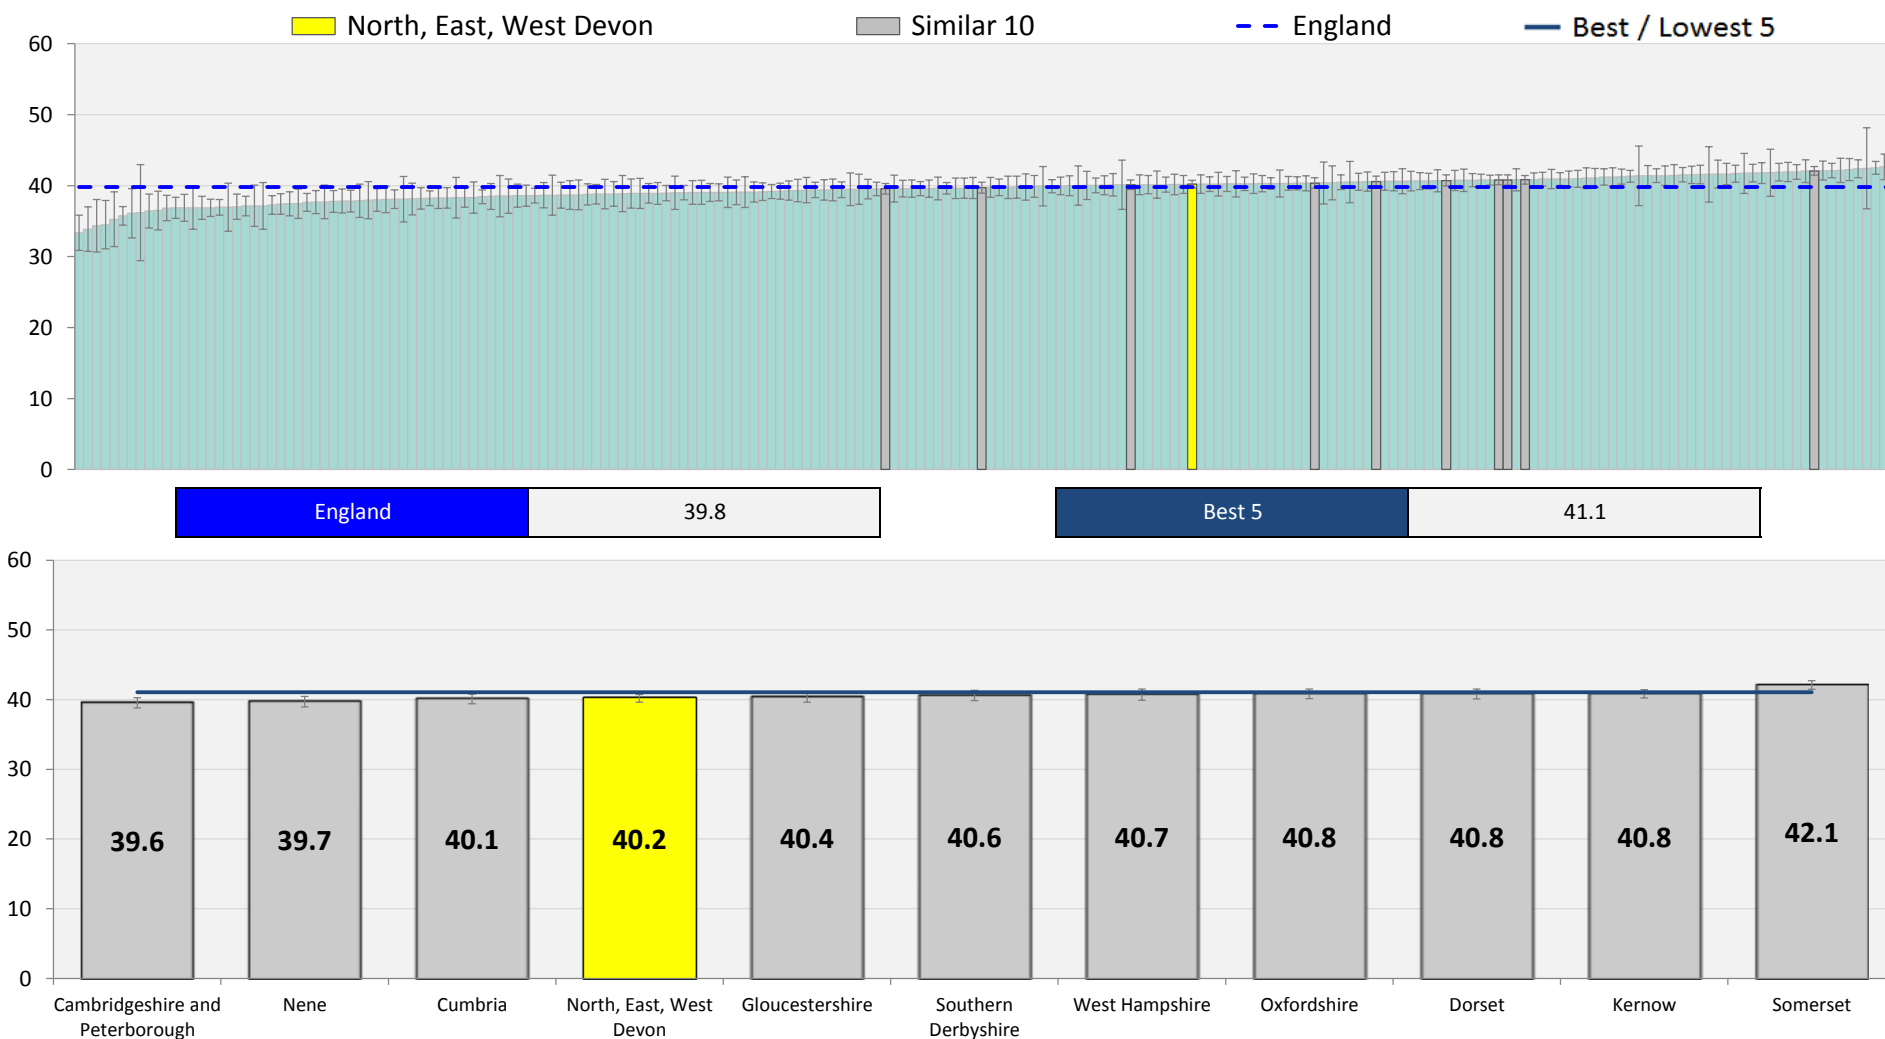 North, East, West Devon
Similar 10
England
Best / Lowest 5
60
50
40
30
20
10
0
England
39.8
Best 5
41.1
60
50
40
30
20
10
0
39.6
39.7
40.1
40.2
40.4
40.6
40.7
40.8
40.8
40.8
42.1
Cambridgeshire and
Peterborough
Nene
Cumbria
North, East, West
Devon
Gloucestershire
Southern
Derbyshire
West Hampshire
Oxfordshire
Dorset
Kernow
Somerset